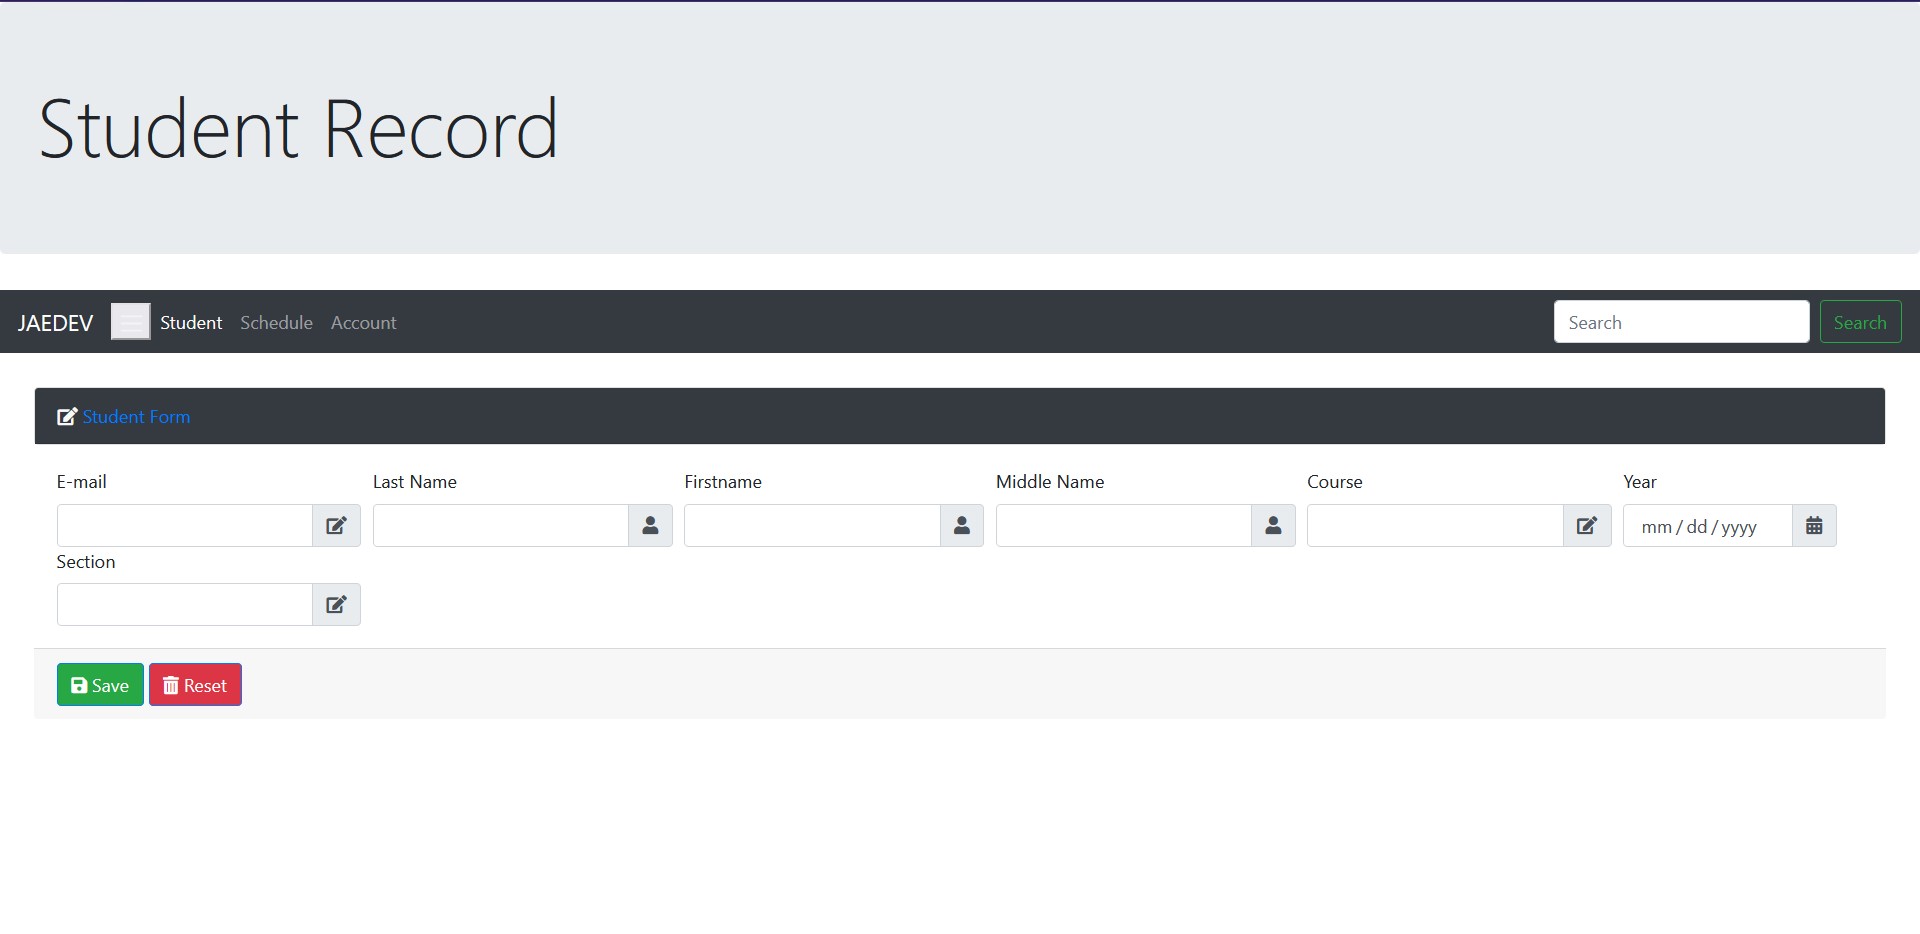 Student Record
JAEDEV Student Schedule Account Search Search
Student Form
E-mail Last Name Firstname Middle Name Course Year
mm / dd / yyyy
Section
Save Reset